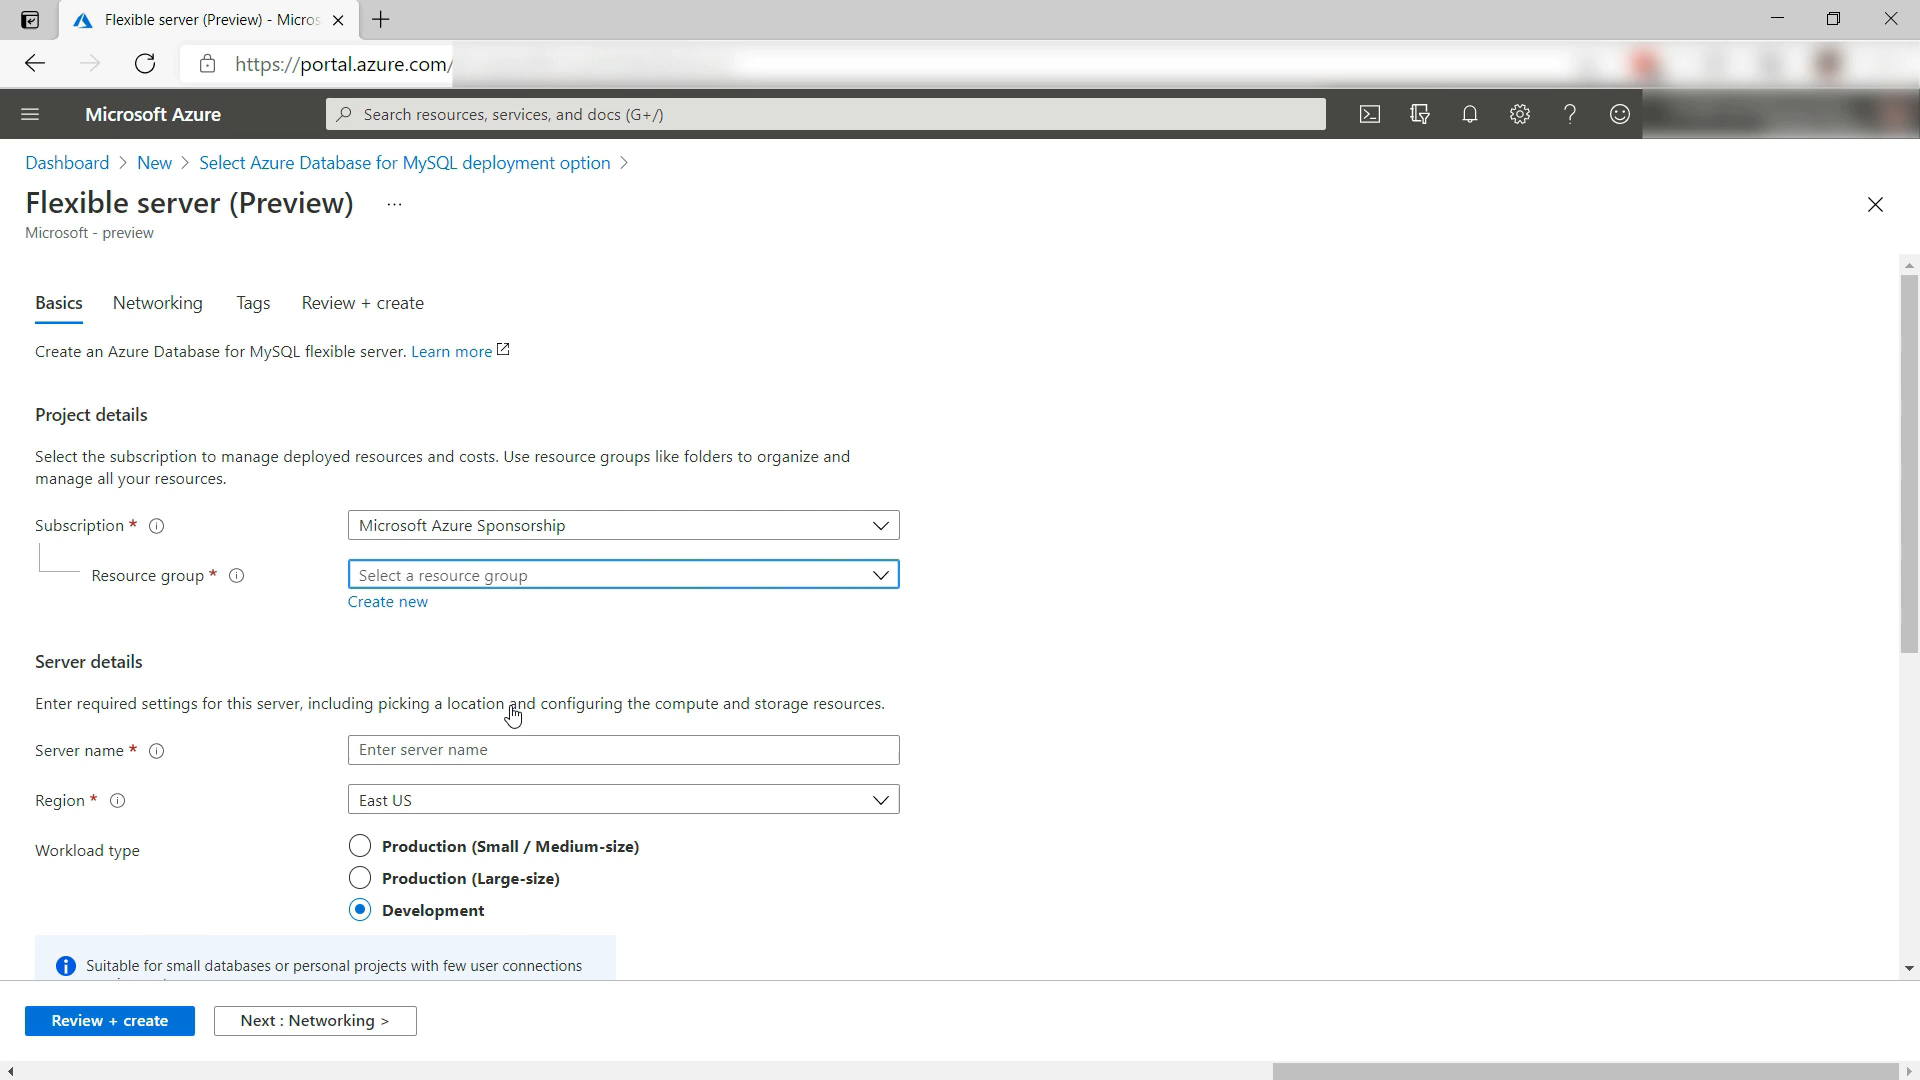 Flexible server (Preview) - Micros
https://portal.azure.com/
Microsoft Azure
Search resources, services, and docs (G+/)
Dashboard > New > Select Azure Database for MySQL deployment option >
Flexible server (Preview) ...
Microsoft - preview
Basics Networking Tags Review + create
Create an Azure Database for MySQL flexible server. Learn more
Project details
Select the subscription to manage deployed resources and costs. Use resource groups like folders to organize and
manage all your resources.
Subscription * Microsoft Azure Sponsorship
Resource group * Select a resource group
Create new
Server details
Enter required settings for this server, including picking a location and configuring the compute and storage resources.
Server name * Enter server name
Region * East US
Workload type Production (Small / Medium-size)
Production (Large-size)
Development
Suitable for small databases or personal projects with few user connections
Review + create Next : Networking >